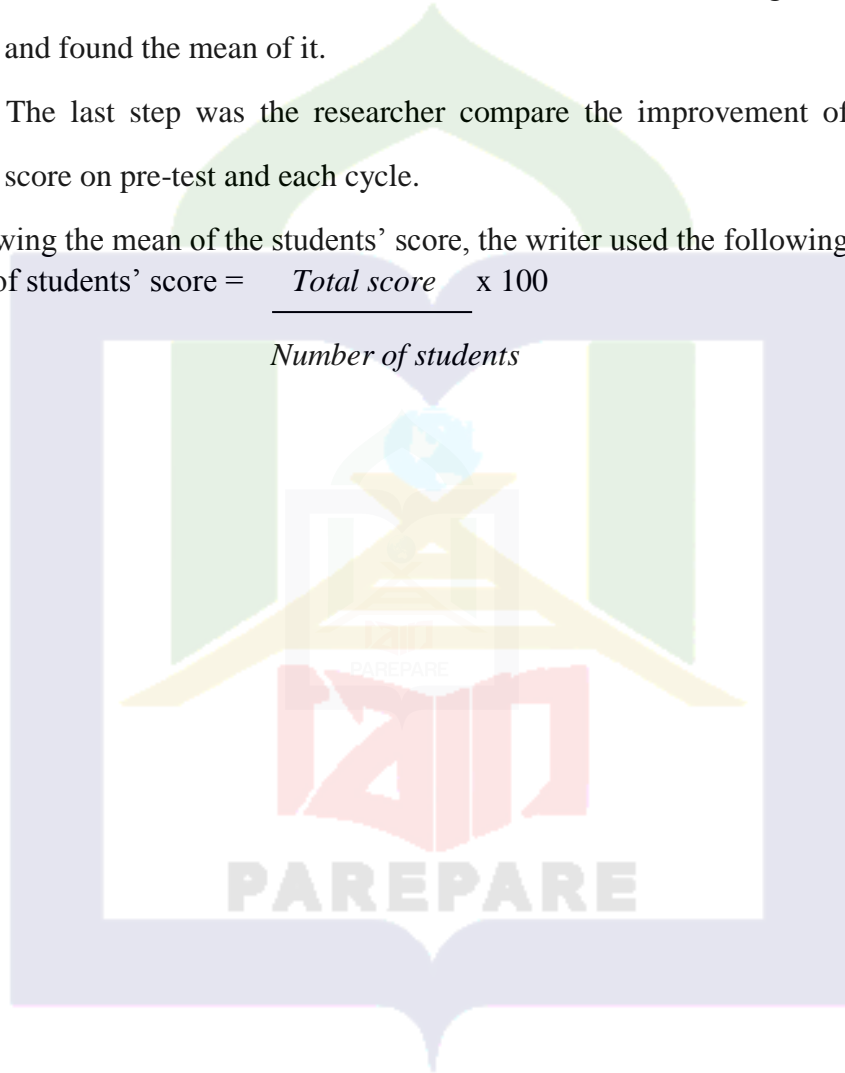 and found the mean of it.
The last step was the researcher compare the improvement of
score on pre-test and each cycle.
the mean of the students’ score, the writer used the following
of students’ score = Total score x 100
Number of students
IAIN
PAREPARE
PAREPARE